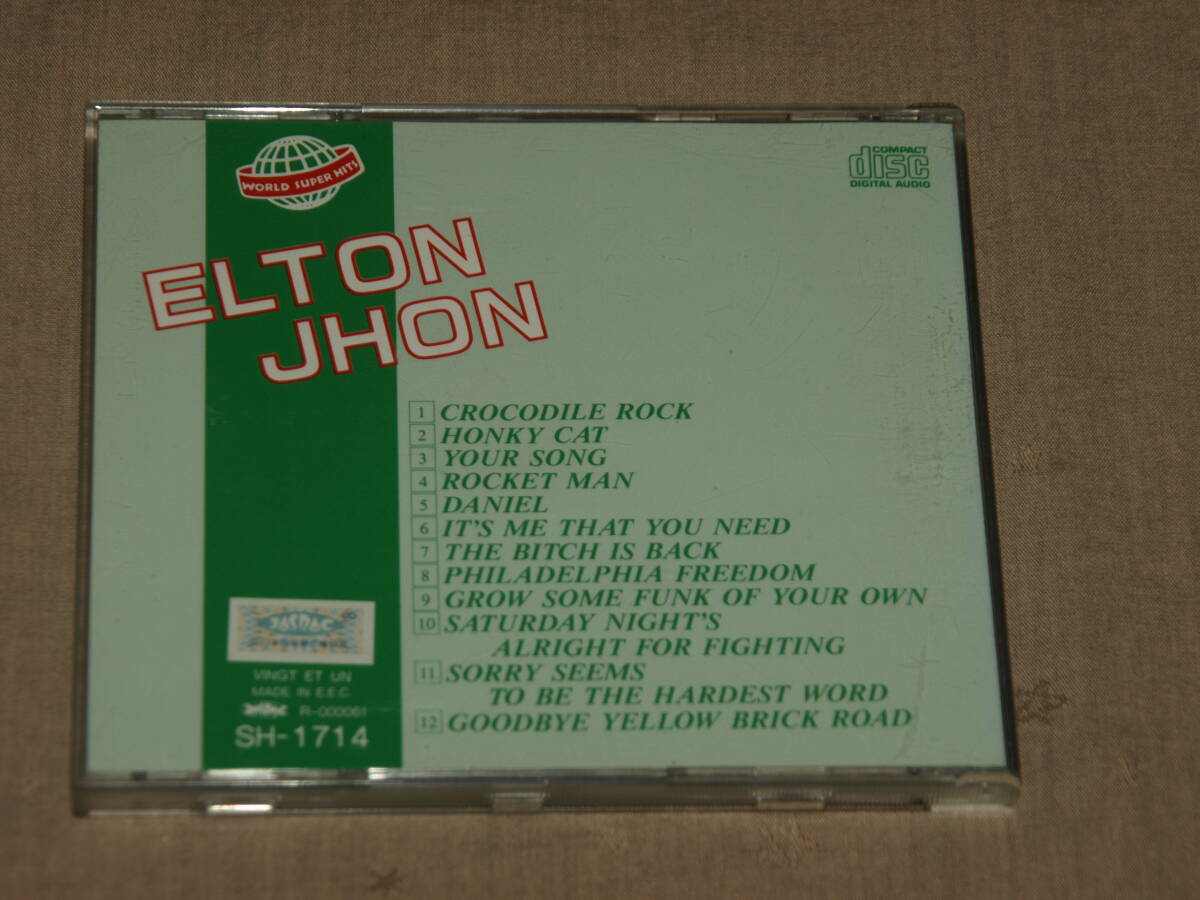 WORLD SUPER HITS
COMPACT
disc
DIGITAL AUDIO
ELTON
JHON
1 CROCODILE ROCK
2 HONKY CAT
3 YOUR SONG
4 ROCKET MAN
5 DANIEL
6 IT'S ME THAT YOU NEED
7 THE BITCH IS BACK
8 PHILADELPHIA FREEDOM
9 GROW SOME FUNK OF YOUR OWN
10 SATURDAY NIGHT'S
ALRIGHT FOR FIGHTING
11 SORRY SEEMS
TO BE THE HARDEST WORD
12 GOODBYE YELLOW BRICK ROAD
JASRAC
VINGT ET UN
MADE IN E.E.C.
R-000061
SH-1714